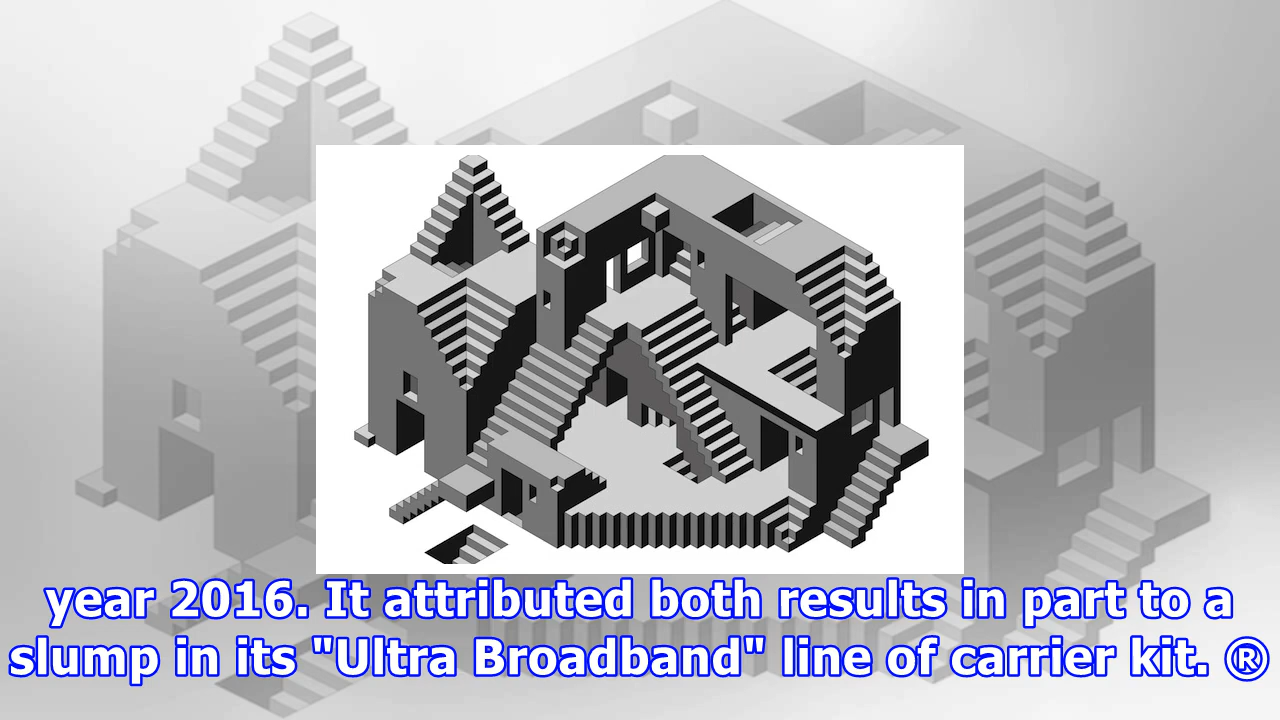 year 2016. It attributed both results in part to a
slump in its "Ultra Broadband" line of carrier kit. ®